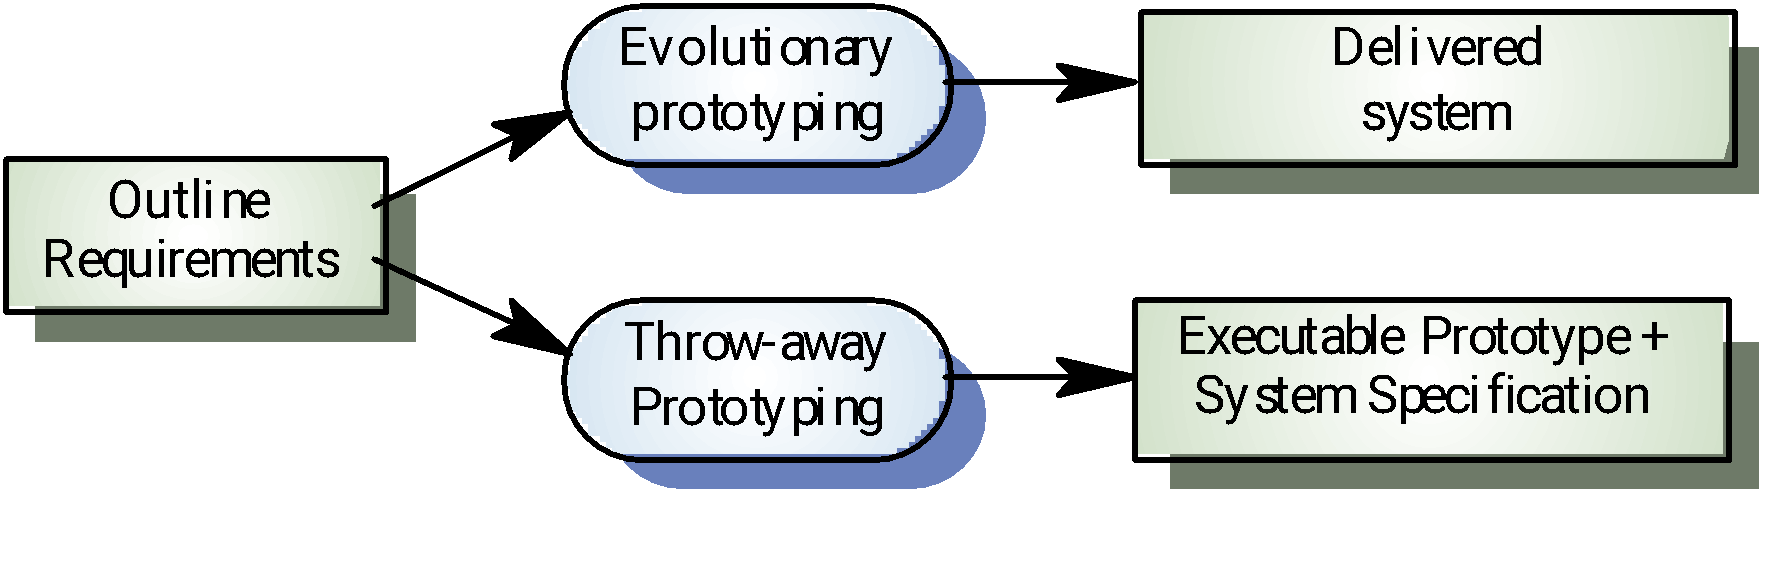 Outline
Requirements
Evolutionary
prototyping
Delivered
system
Throw-away
Prototyping
Executable Prototype +
System Specification